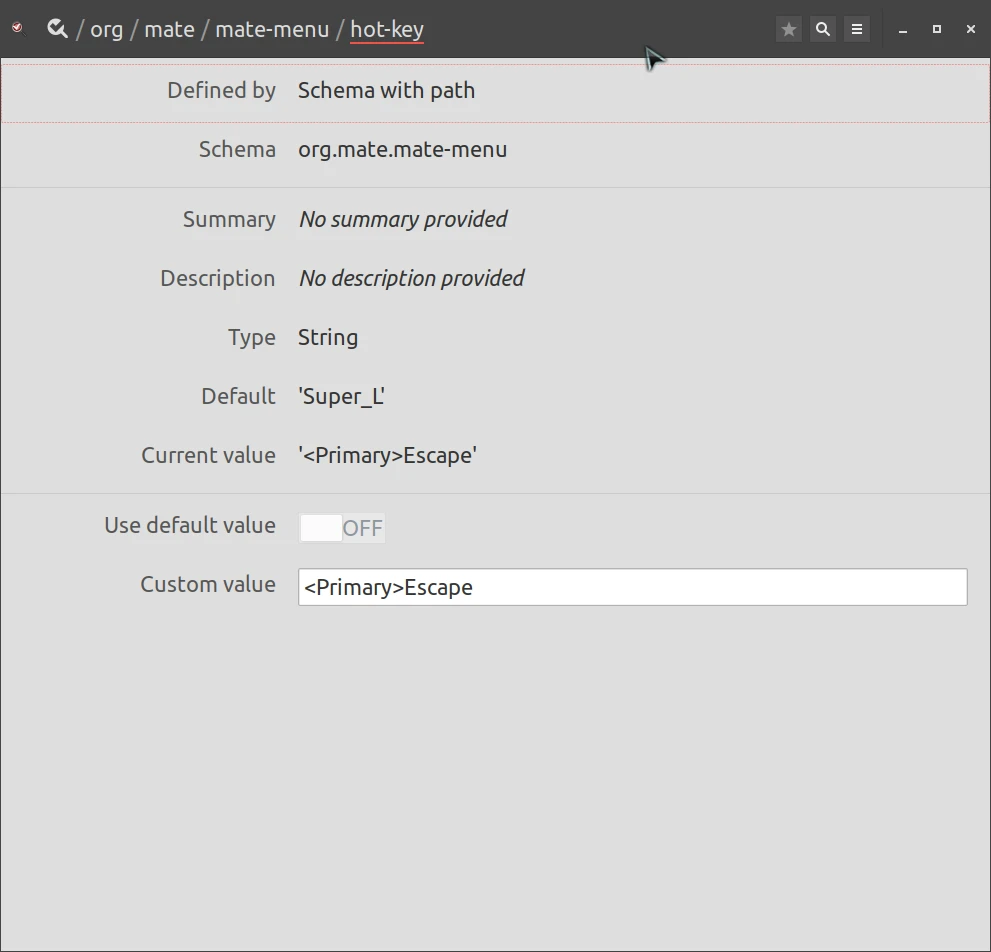 / org / mate / mate-menu / hot-key
Defined by Schema with path
Schema org.mate.mate-menu
Summary No summary provided
Description No description provided
Type String
Default 'Super_L'
Current value '<Primary>Escape'
Use default value OFF
Custom value <Primary>Escape